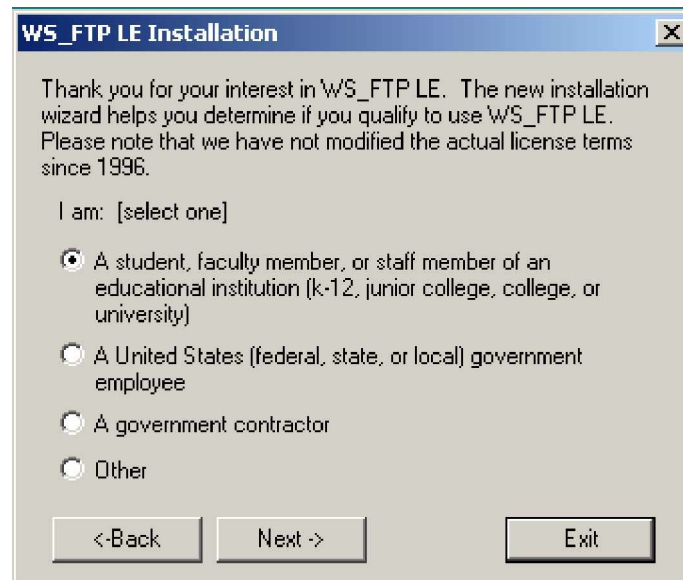 WS_FTP LE Installation
Thank you for your interest in WS_FTP LE. The new installation
wizard helps you determine if you qualify to use WS_FTP LE.
Please note that we have not modified the actual license terms
since 1996.
I am: [select one]
A student, faculty member, or staff member of an
educational institution (k-12, junior college, college, or
university)
A United States (federal, state, or local) government
employee
A government contractor
Other
<-Back
Next ->
Exit